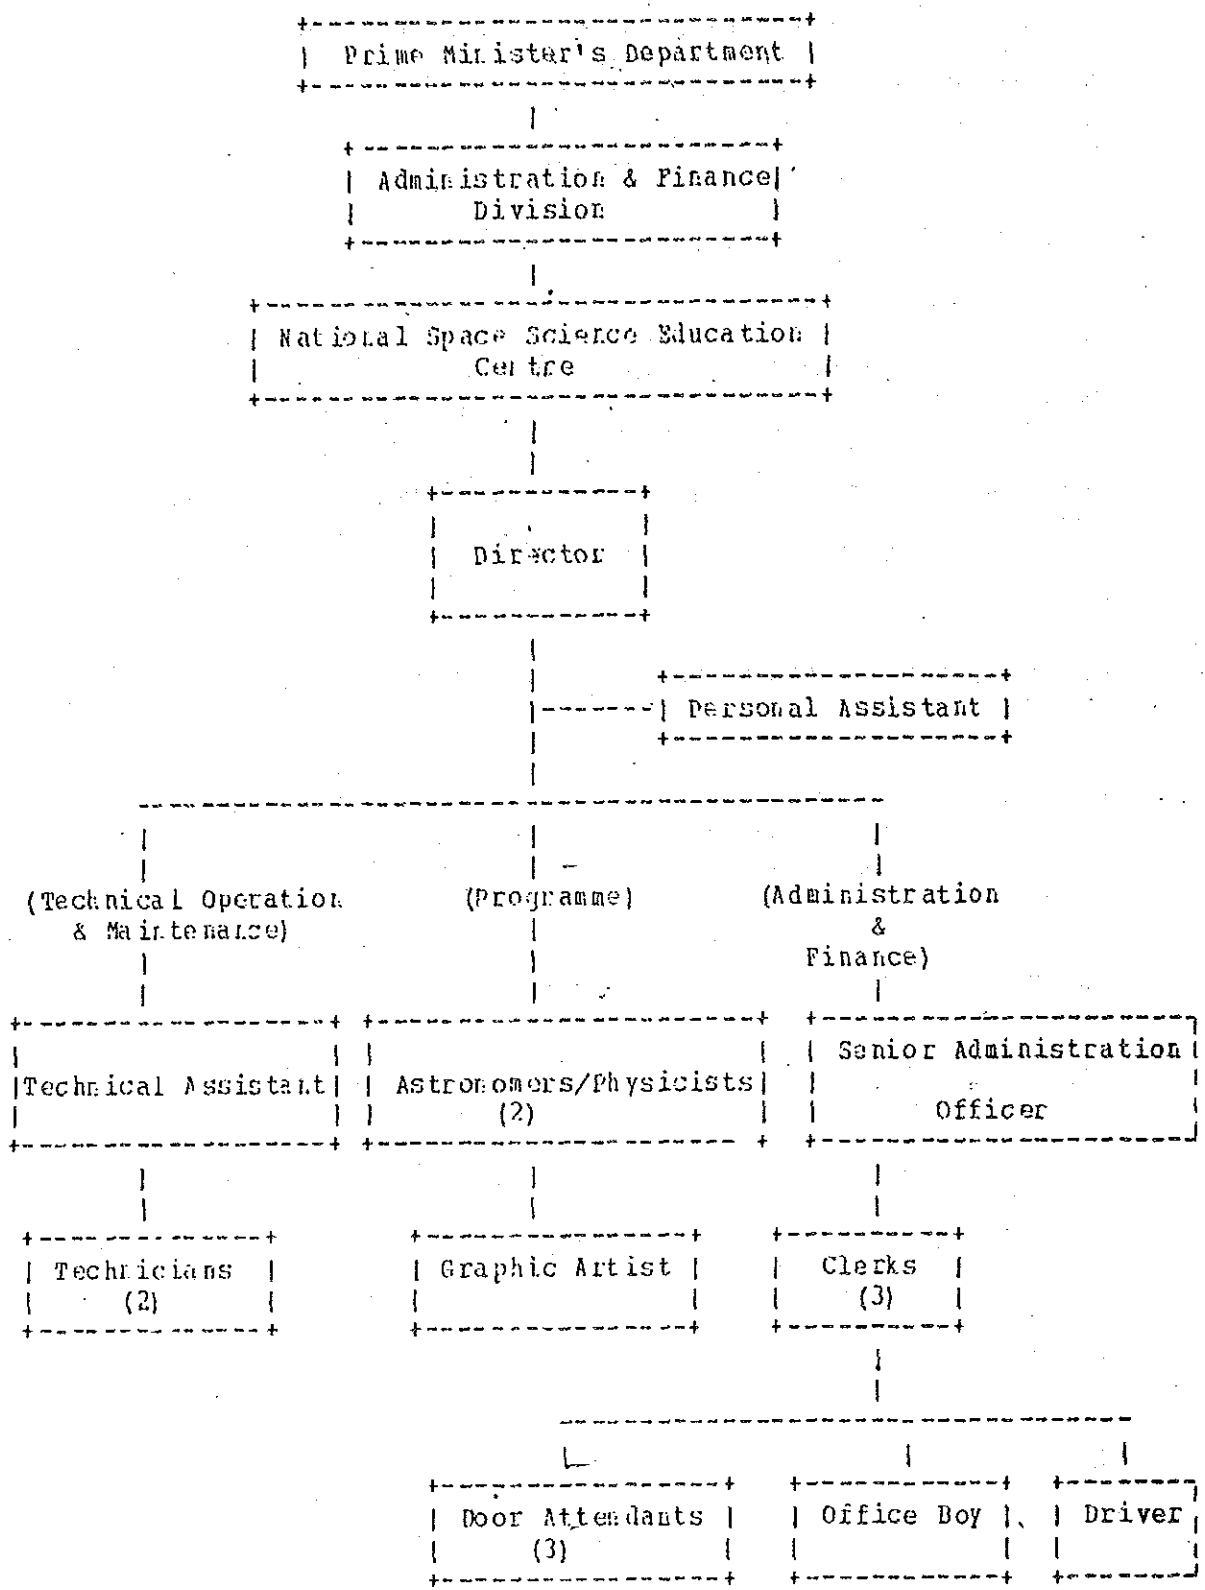 Prime Minister's Department
Administration & Finance
Division
National Space Science Education
Centre
Director
Personal Assistant
(Technical Operation
& Maintenance)
(Programme)
(Administration
&
Finance)
Technical Assistant
Astronomers/Physicists
(2)
Senior Administration
Officer
Technicians
(2)
Graphic Artist
Clerks
(3)
Door Attendants
(3)
Office Boy
Driver